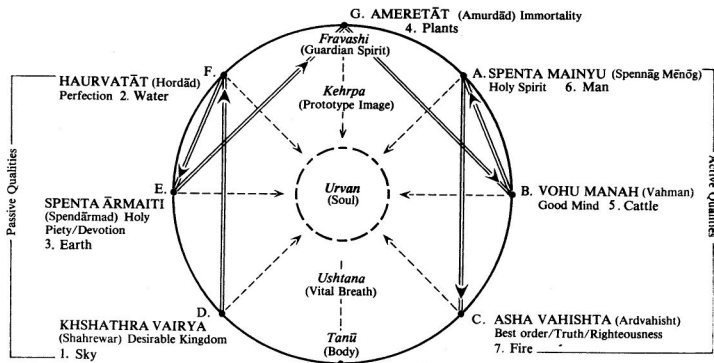 G. AMERETĀT (Amurdād) Immortality
4. Plants
Fravashi
(Guardian Spirit)
F.
HAURVATĀT (Hordād)
Perfection 2. Water
Kehrpa
(Prototype Image)
A. SPENTA MAINYU (Spennāg Mēnōg)
Holy Spirit 6. Man
Passive Qualities
Active Qualities
E.
SPENTA ĀRMAITI
(Spendārmad) Holy
Piety/Devotion
3. Earth
Urvan
(Soul)
B. VOHU MANAH (Vahman)
Good Mind 5. Cattle
Ushtana
(Vital Breath)
D.
KHSHATHRA VAIRYA
(Shahrewar) Desirable Kingdom
1. Sky
Tanū
(Body)
C. ASHA VAHISHTA (Ardvahisht)
Best order/Truth/Righteousness
7. Fire